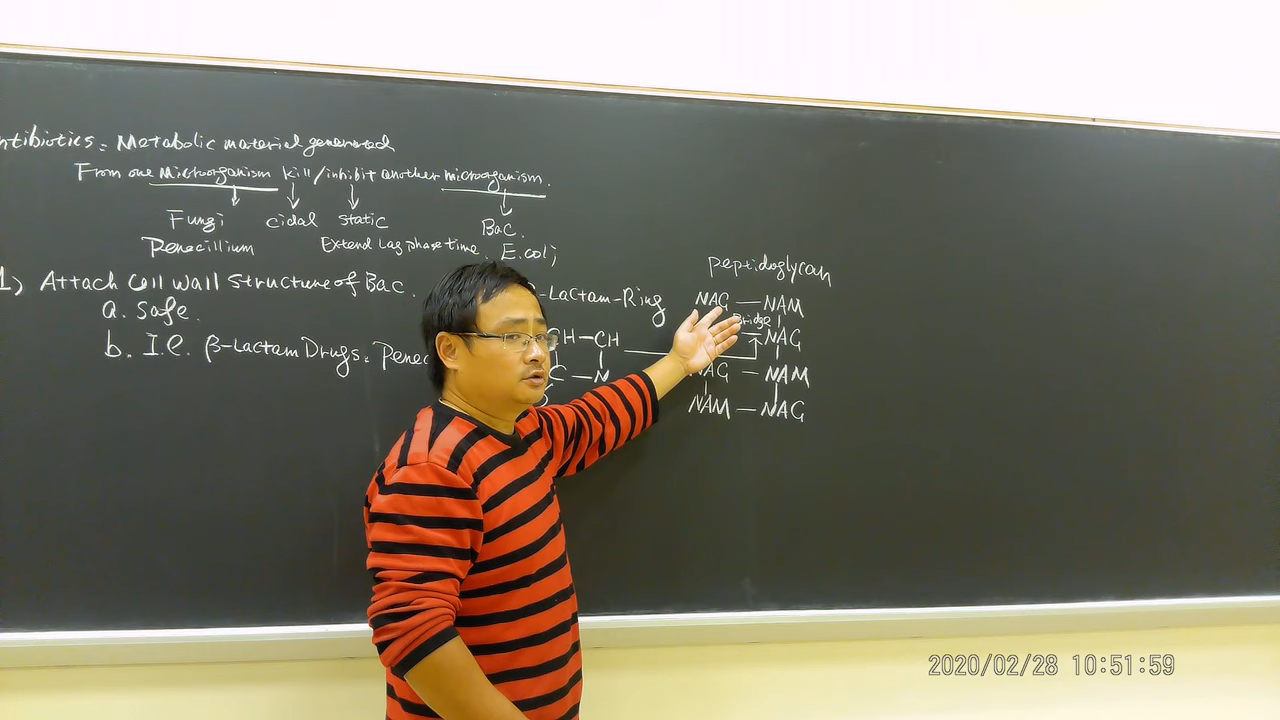 ntibiotics = Metabolic material generated
From one Microorganism kill/inhibit another microorganism.
Fungi cidal static Bac.
Penecillium Extend Lag phase time. E.coli
1) Attach Cell Wall Structure of Bac.
a. Safe.
b. I.e. β-Lactam Drugs = Penec
-Lactam-Ring
CH-CH
C-N
peptidoglycan
NAG-NAM
Bridge
NAG
NAG-NAM
NAM-NAG
2020/02/28 10:51:59